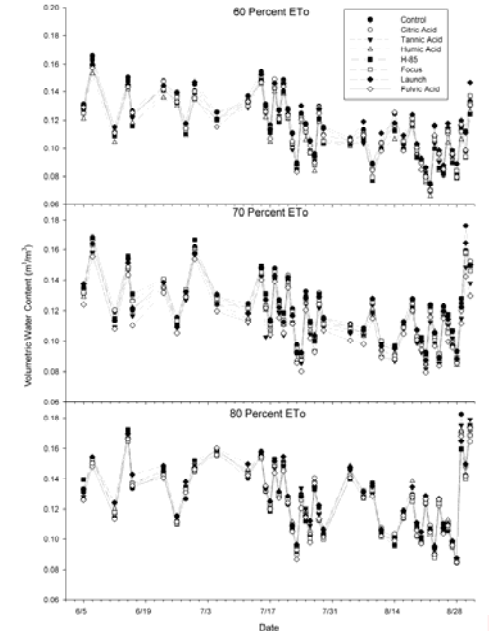 60 Percent ETo
Control
Citric Acid
Tannic Acid
Humic Acid
H-85
Focus
Launch
Fulvic Acid
0.20
0.18
0.16
0.14
0.12
0.10
0.08
0.06
70 Percent ETo
0.18
0.16
0.14
0.12
0.10
0.08
0.06
Volumetric Water Content (m³/m³)
80 Percent ETo
0.18
0.16
0.14
0.12
0.10
0.08
0.06
6/5 6/19 7/3 7/17 7/31 8/14 8/28
Date